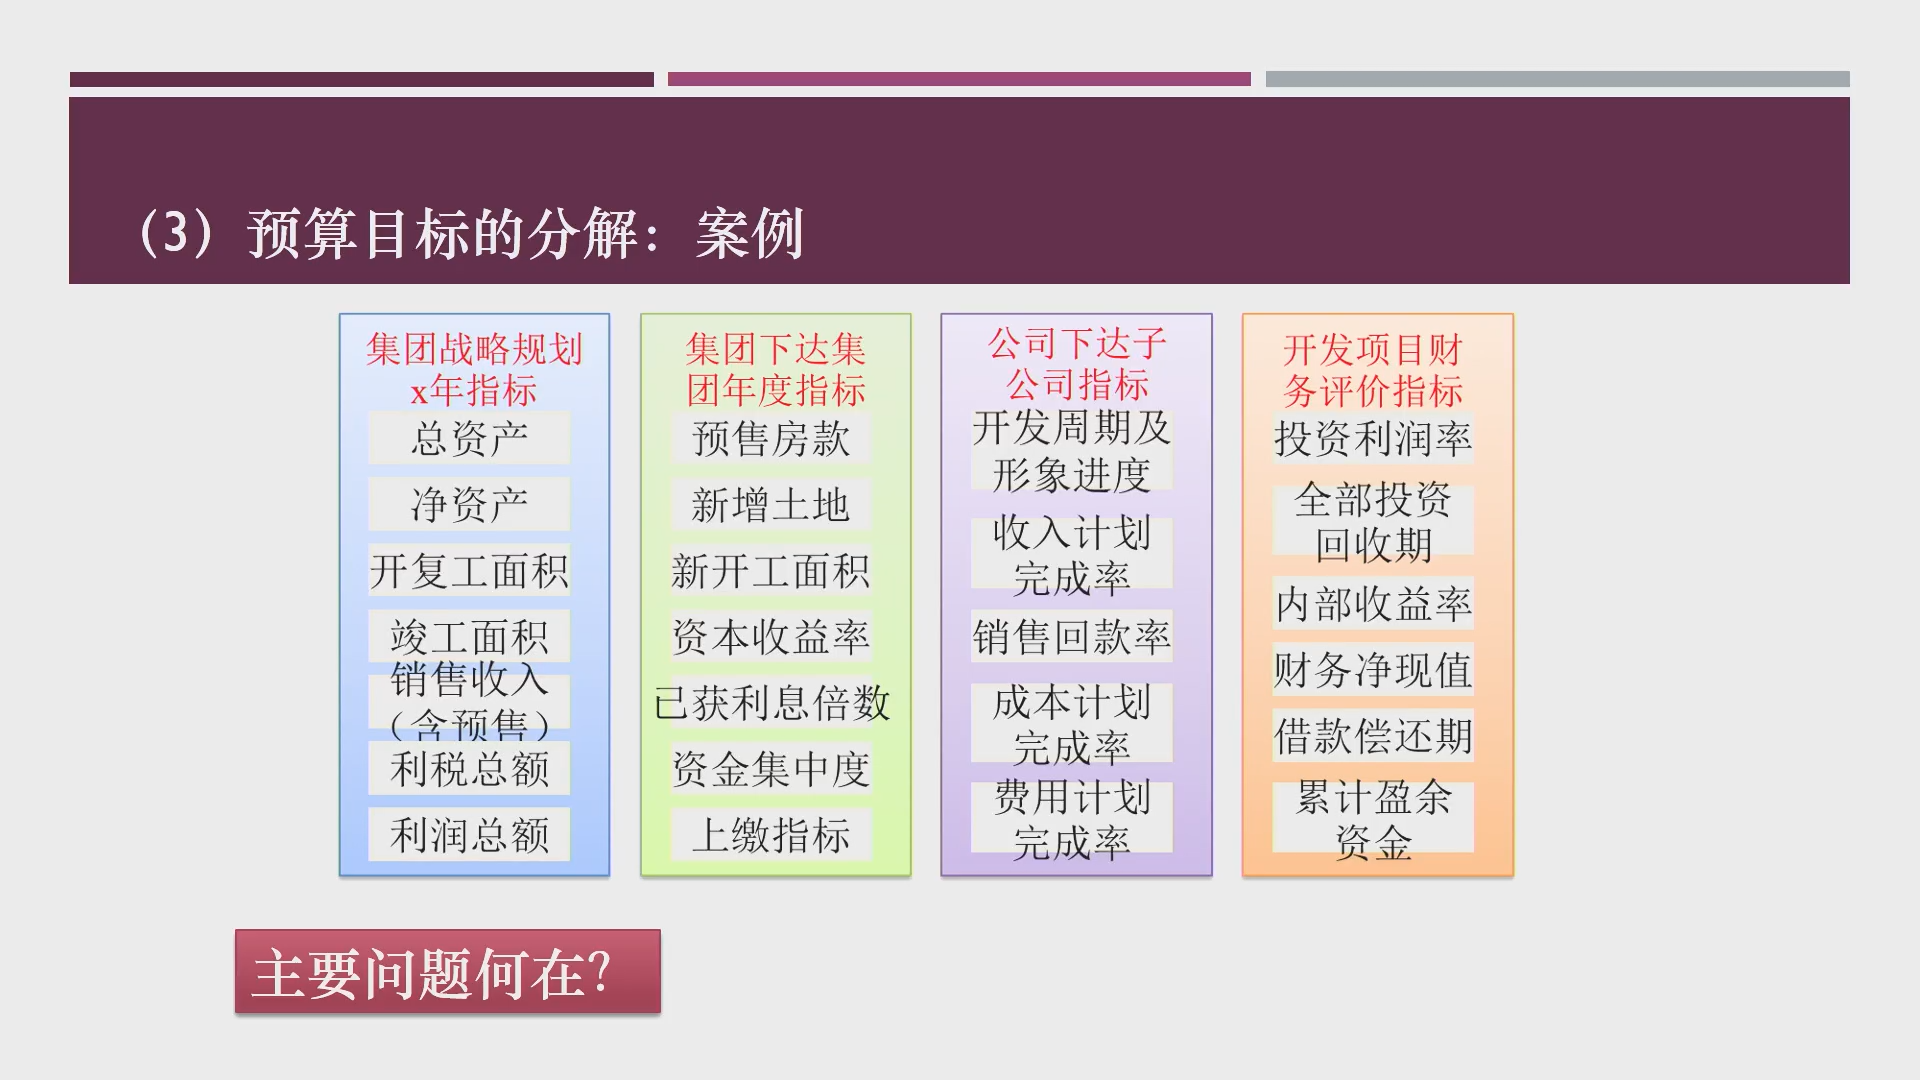 （3）预算目标的分解：案例
集团战略规划
x年指标
总资产
净资产
开复工面积
竣工面积
销售收入
（含预售）
利税总额
利润总额
集团下达集
团年度指标
预售房款
新增土地
新开工面积
资本收益率
已获利息倍数
资金集中度
上缴指标
公司下达子
公司指标
开发周期及
形象进度
收入计划
完成率
销售回款率
成本计划
完成率
费用计划
完成率
开发项目财
务评价指标
投资利润率
全部投资
回收期
内部收益率
财务净现值
借款偿还期
累计盈余
资金
主要问题何在？